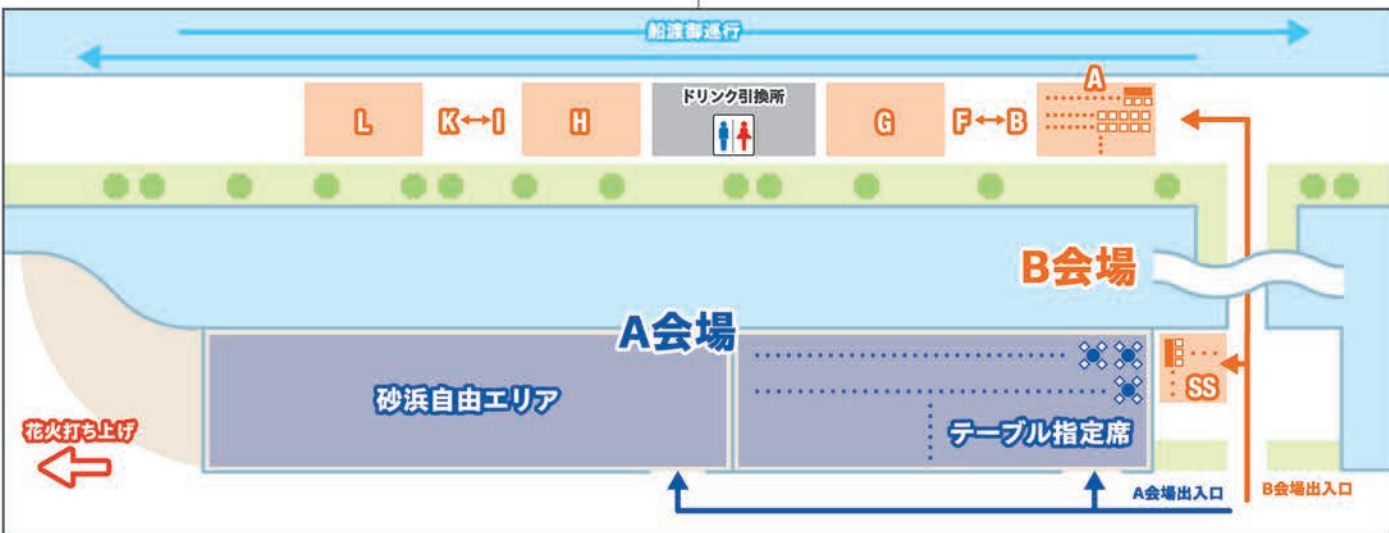 船渡御巡行
L
K↔I
H
ドリンク引換所
G
F↔B
A
B会場
A会場
砂浜自由エリア
テーブル指定席
SS
花火打ち上げ
A会場出入口
B会場出入口